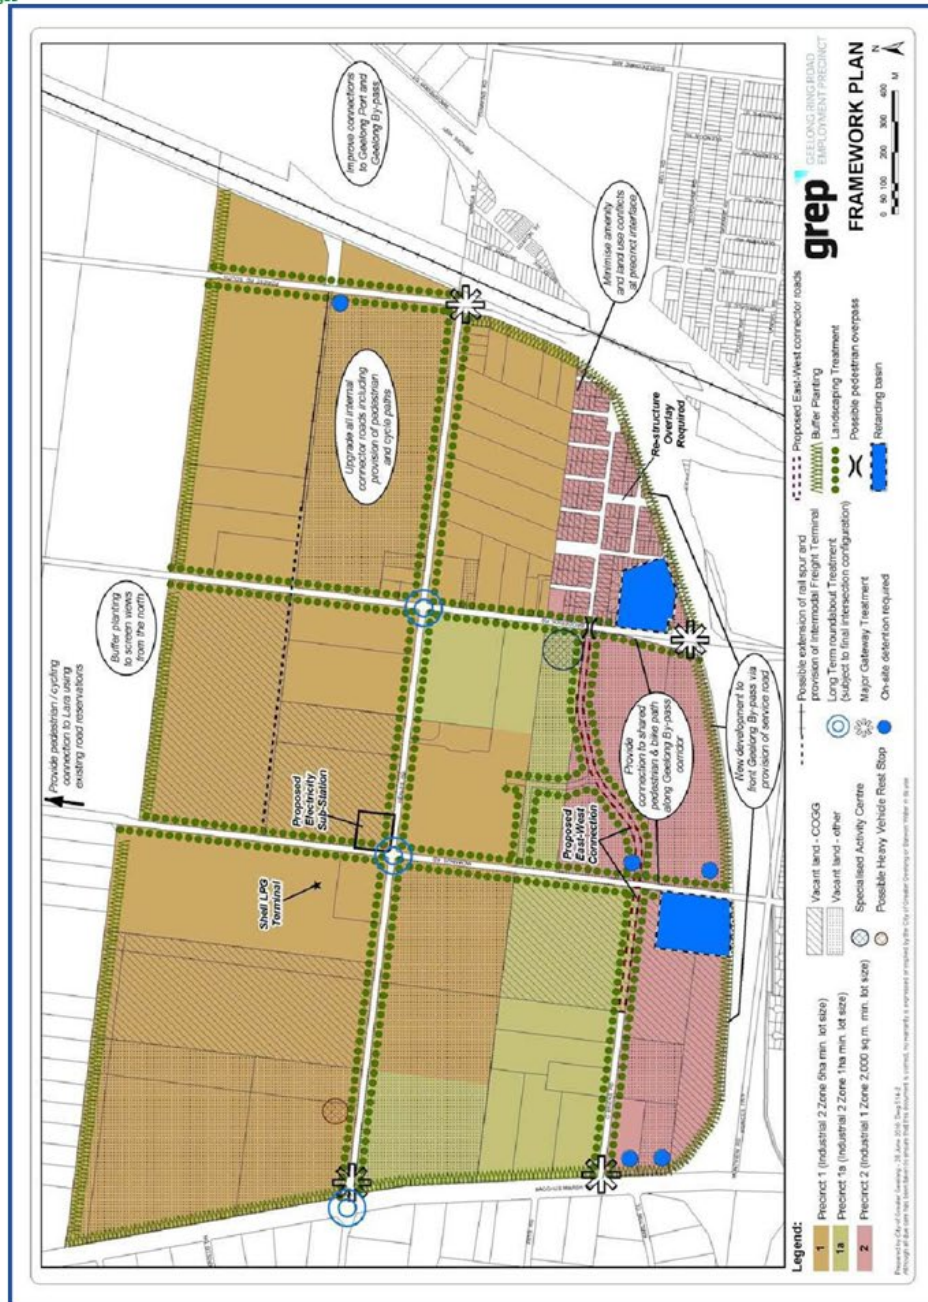 Provide pedestrian / cycling
connection to Lara using
existing road reservations
Buffer planting
to screen views
from the north
Improve connections
to Geelong Port and
Geelong By-pass
Upgrade all internal
connector roads including
provision of pedestrian
and cycle paths
Minimise amenity
and land use conflicts
at precinct interface
Shell LPG
Terminal
Proposed
Electricity
Sub-Station
Re-structure
Overlay
Required
Proposed
East-West
Connection
Provide
connection to shared
pedestrian & bike path
along Geelong By-pass
corridor
New development to
front Geelong By-pass via
provision of service road
Legend:
1 Precinct 1 (Industrial 2 Zone 5ha min. lot size)
1a Precinct 1a (Industrial 2 Zone 1ha min. lot size)
2 Precinct 2 (Industrial 1 Zone 2,000 sq.m. min. lot size)
Vacant land - COGG
Vacant land - other
Specialised Activity Centre
Possible Heavy Vehicle Rest Stop
Possible extension of rail spur and
provision of Intermodal Freight Terminal
Long Term roundabout Treatment
(subject to final intersection configuration)
Major Gateway Treatment
On-site detention required
Proposed East-West connector roads
Buffer Planting
Landscaping Treatment
Possible pedestrian overpass
Retarding basin
grep
GEELONG RING ROAD
EMPLOYMENT PRECINCT
FRAMEWORK PLAN
N
0 50 100 200 300 400
M